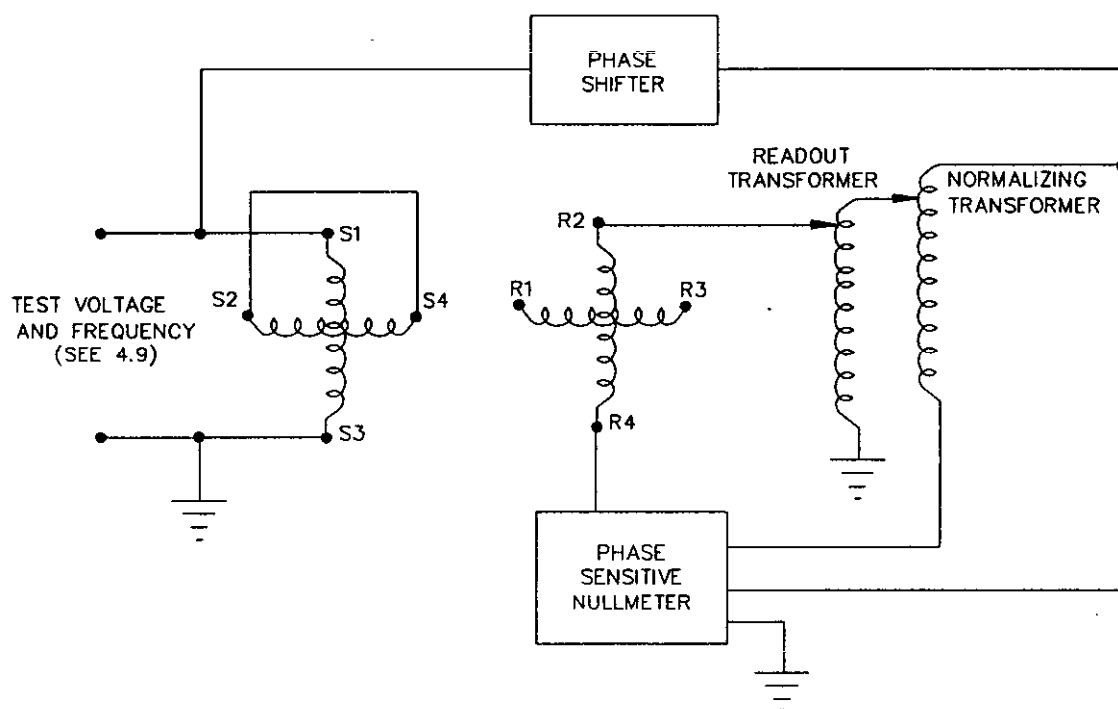 PHASE
SHIFTER
READOUT
TRANSFORMER
NORMALIZING
TRANSFORMER
S1
S2
S4
S3
TEST VOLTAGE
AND FREQUENCY
(SEE 4.9)
R2
R1
R3
R4
PHASE
SENSITIVE
NULLMETER